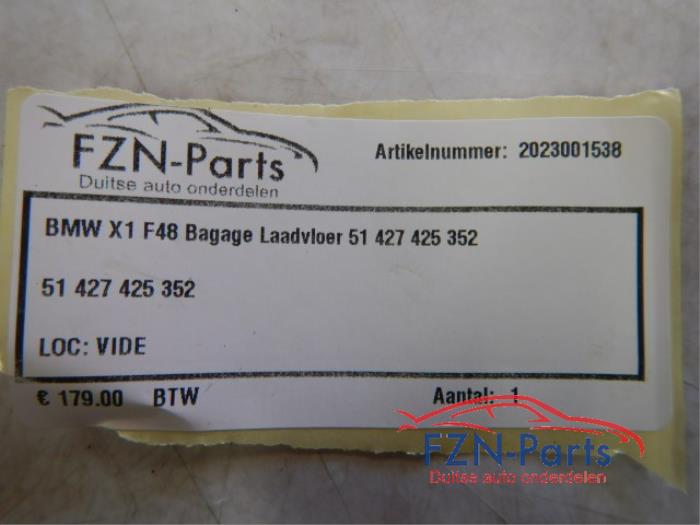 FZN-Parts
Duitse auto onderdelen
Artikelnummer: 2023001538
BMW X1 F48 Bagage Laadvloer 51 427 425 352
51 427 425 352
LOC: VIDE
€ 179.00 BTW Aantal: 1
FZN-Parts
Duitse auto onderdelen